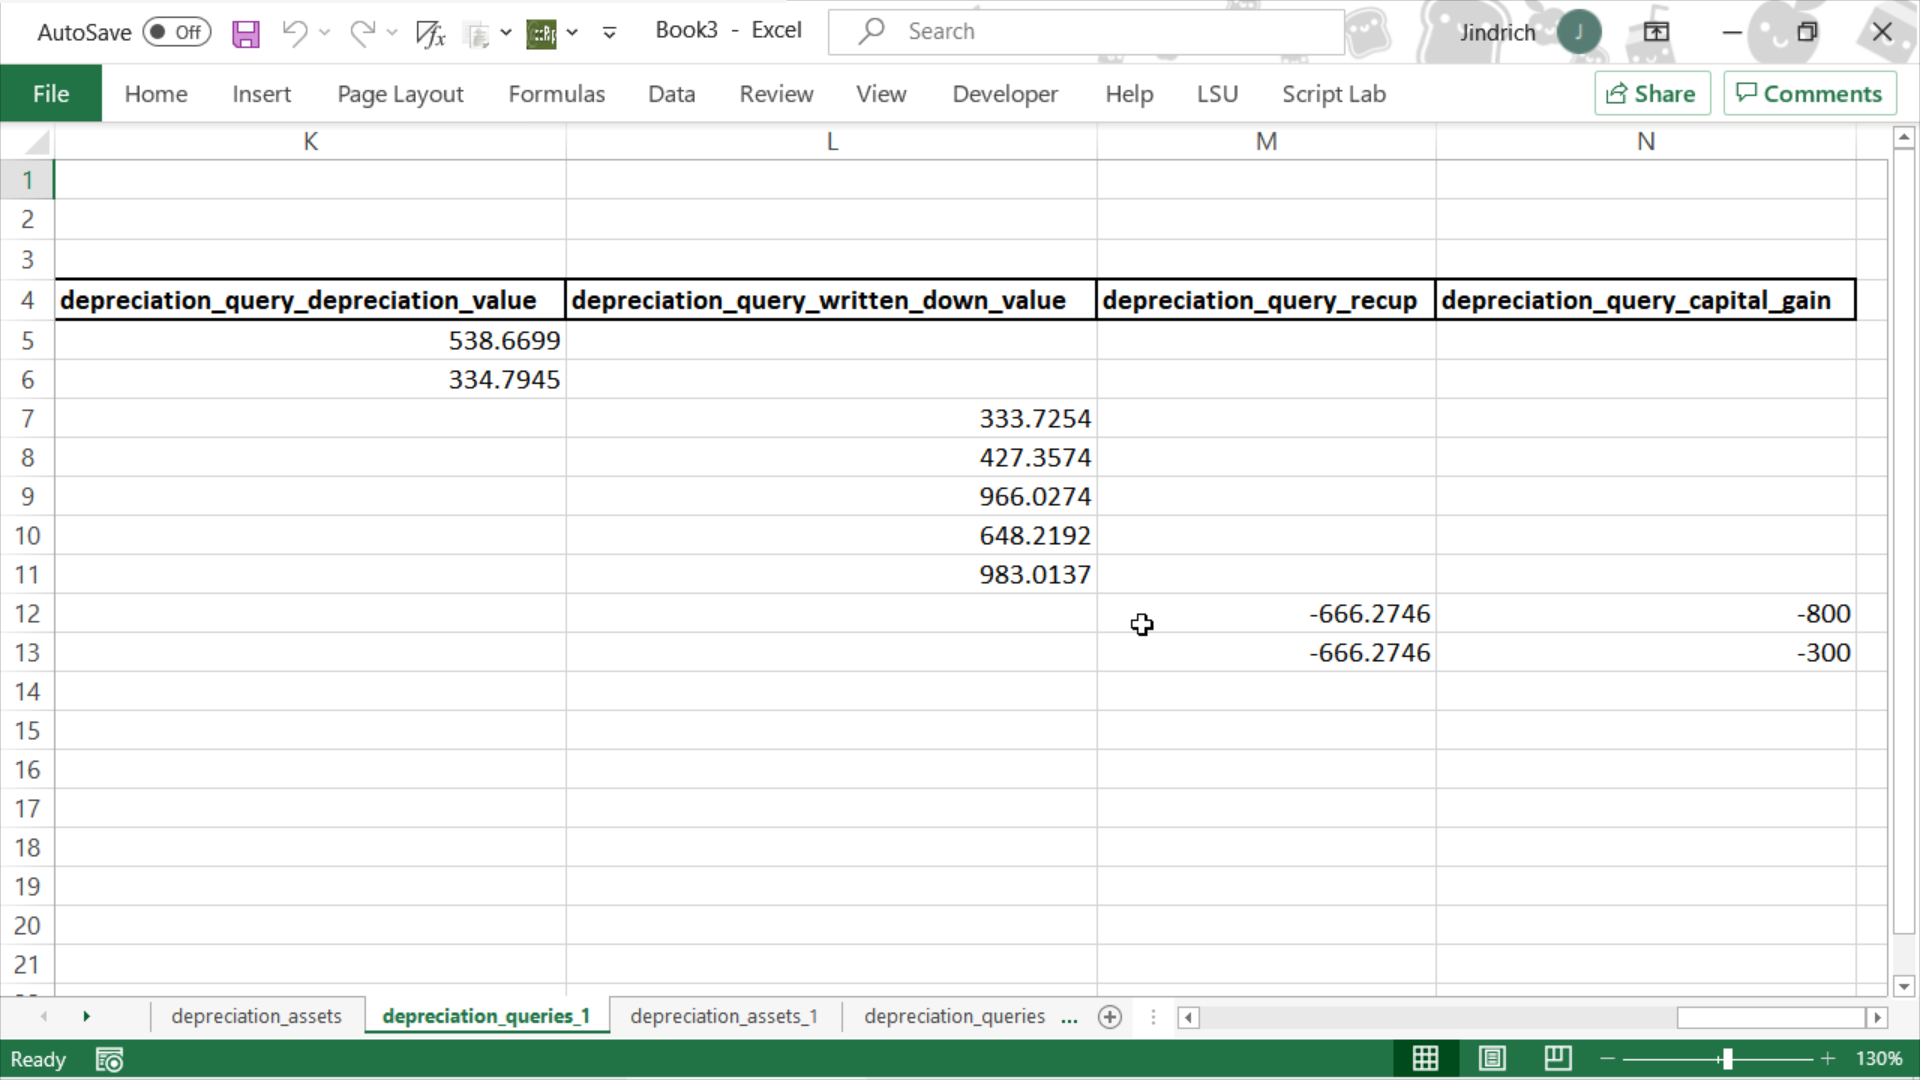 AutoSave Off Book3 - Excel Search Jindrich J
File Home Insert Page Layout Formulas Data Review View Developer Help LSU Script Lab Share Comments
K L M N
1
2
3
4 depreciation_query_depreciation_value depreciation_query_written_down_value depreciation_query_recup depreciation_query_capital_gain
5 538.6699
6 334.7945
7 333.7254
8 427.3574
9 966.0274
10 648.2192
11 983.0137
12 -666.2746 -800
13 -666.2746 -300
14
15
16
17
18
19
20
21
depreciation_assets depreciation_queries_1 depreciation_assets_1 depreciation_queries ...
Ready 130%